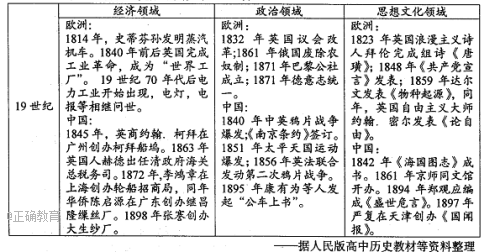 经济领域
政治领域
思想文化领域
19 世纪
欧洲:
1814 年，史蒂芬孙发明蒸汽
机车。1840 年前后英国完成
工业革命，成为“世界工
厂”。 19 世纪 70 年代后电
力工业开始出现，电灯，电
报等相继问世。
中国:
1845 年，英商约翰．柯拜在
广州创办柯拜船坞。1863 年
英国人赫德出任清政府海关
总税务司。1872 年，李鸿章在
上海创办轮船招商局，同年
华侨陈启源在广东创办继昌
隆缫丝厂。1898 年张謇创办
大生纱厂。
欧洲:
1832 年英国议会改
革;1861 年俄国废除农
奴制；1871 年巴黎公社
成立；1871 年德意志统
一。
中国:
1840 年中英鸦片战争
爆发;《南京条约》签订。
1851 年太平天国运动
爆发；1856 年英法联合
发动第二次鸦片战争。
1895 年康有为等人发
起“公车上书”。
欧洲:
1823 年英国浪漫主义诗
人拜伦完成组诗《唐
璜》；1848 年《共产党宣
言》发表；1859 年达尔
文发表《物种起源》，同
年，英国自由主义大师
约翰．密尔发表《论自
由》。
中国:
1842 年《海国图志》成
书。1861 年京师同文馆
开办。1894 年郑观应编
成《盛世危言》。1897 年
严复在天津创办《国闻
报》。
@正确教育
——据人民版高中历史教材等资料整理